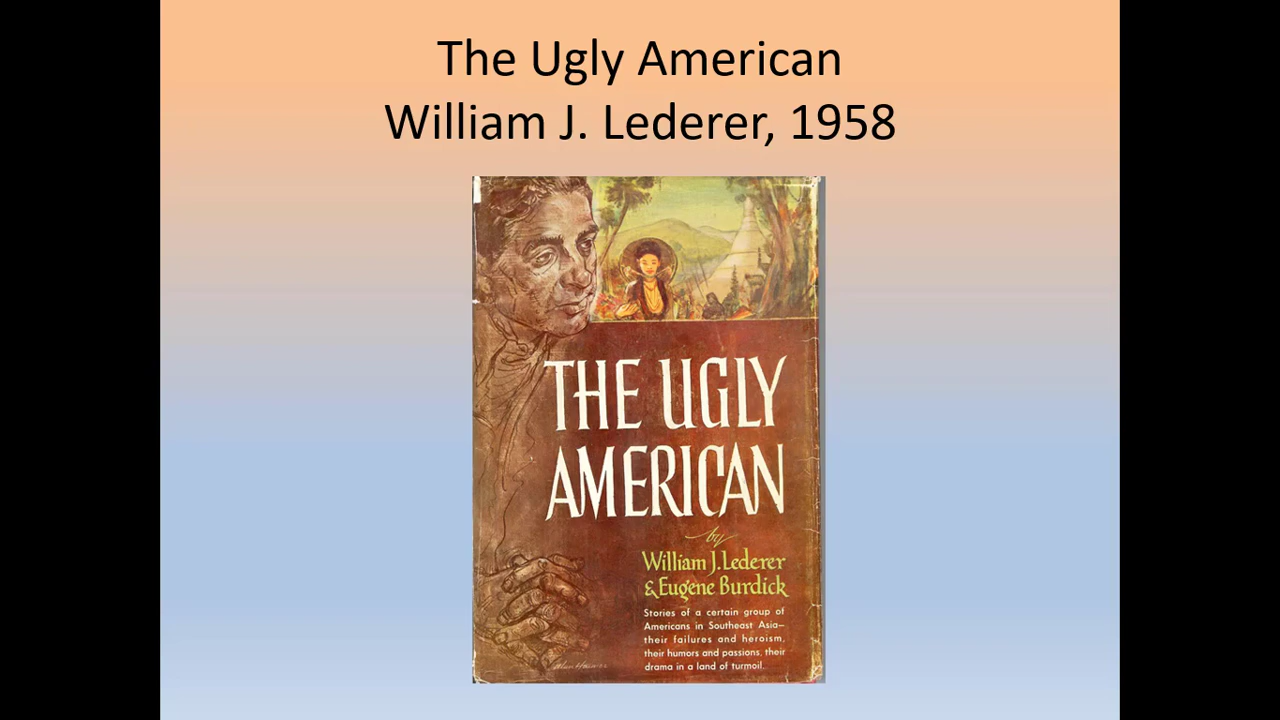 The Ugly American
William J. Lederer, 1958
THE UGLY
AMERICAN
by
William J. Lederer
& Eugene Burdick
Stories of a certain group of
Americans in Southeast Asia—
their failures and heroism,
their humors and passions, their
drama in a land of turmoil.